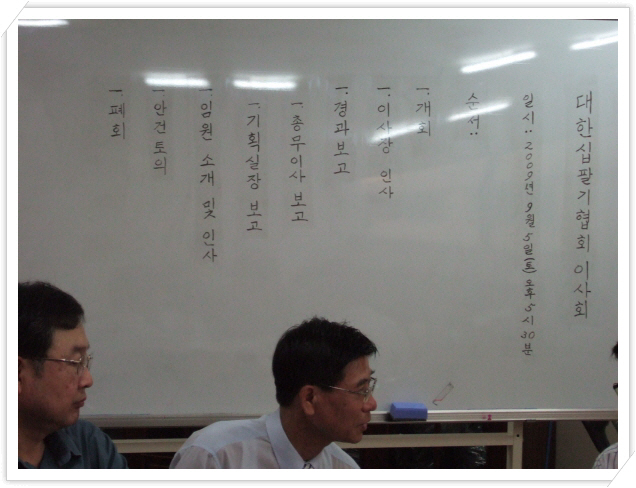 대한십팔기협회 이사회
일시: 2009년 9월 5일(토) 오후 5시 30분
순서:
1. 개회
1. 이사장 인사
1. 경과보고
- 총무이사 보고
- 기획실장 보고
1. 임원 소개 및 인사
1. 안건토의
1. 폐회